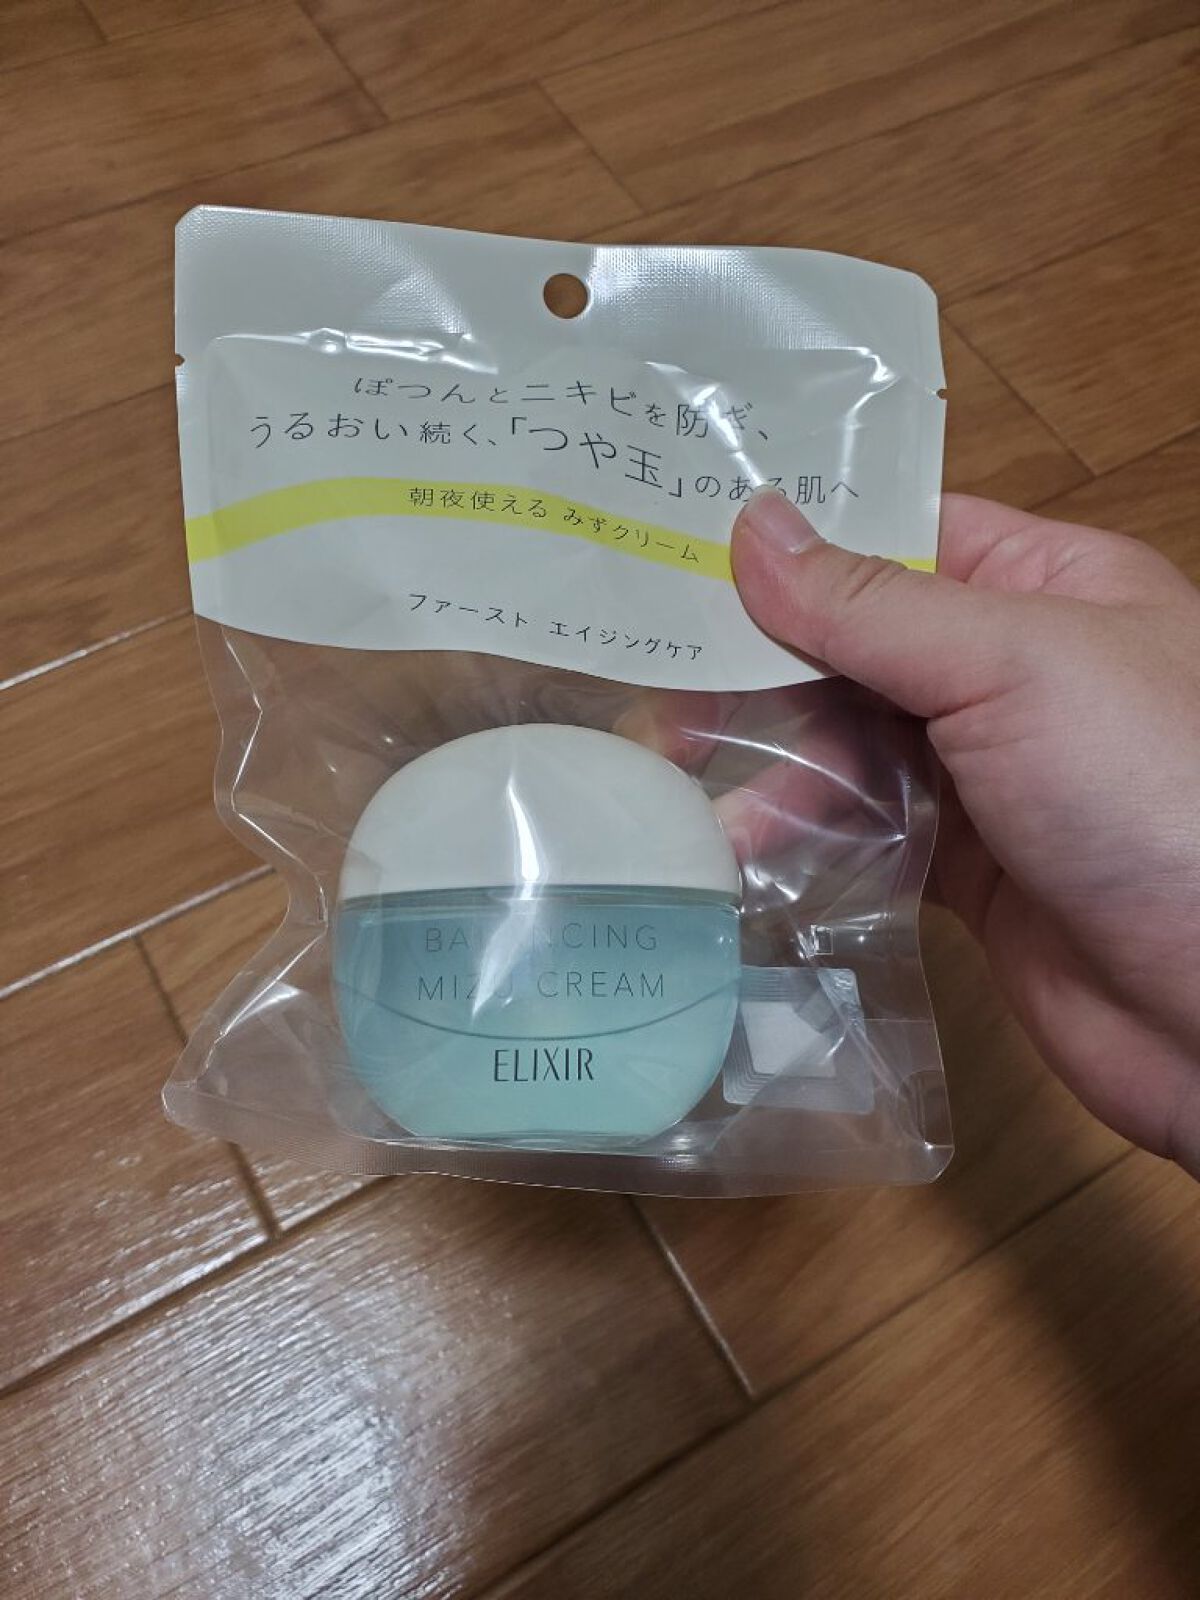 ぽつんとニキビを防ぎ、
うるおい続く、「つや玉」のある肌へ
朝夜使える みずクリーム
ファースト エイジングケア
BALANCING
MIZU CREAM
ELIXIR